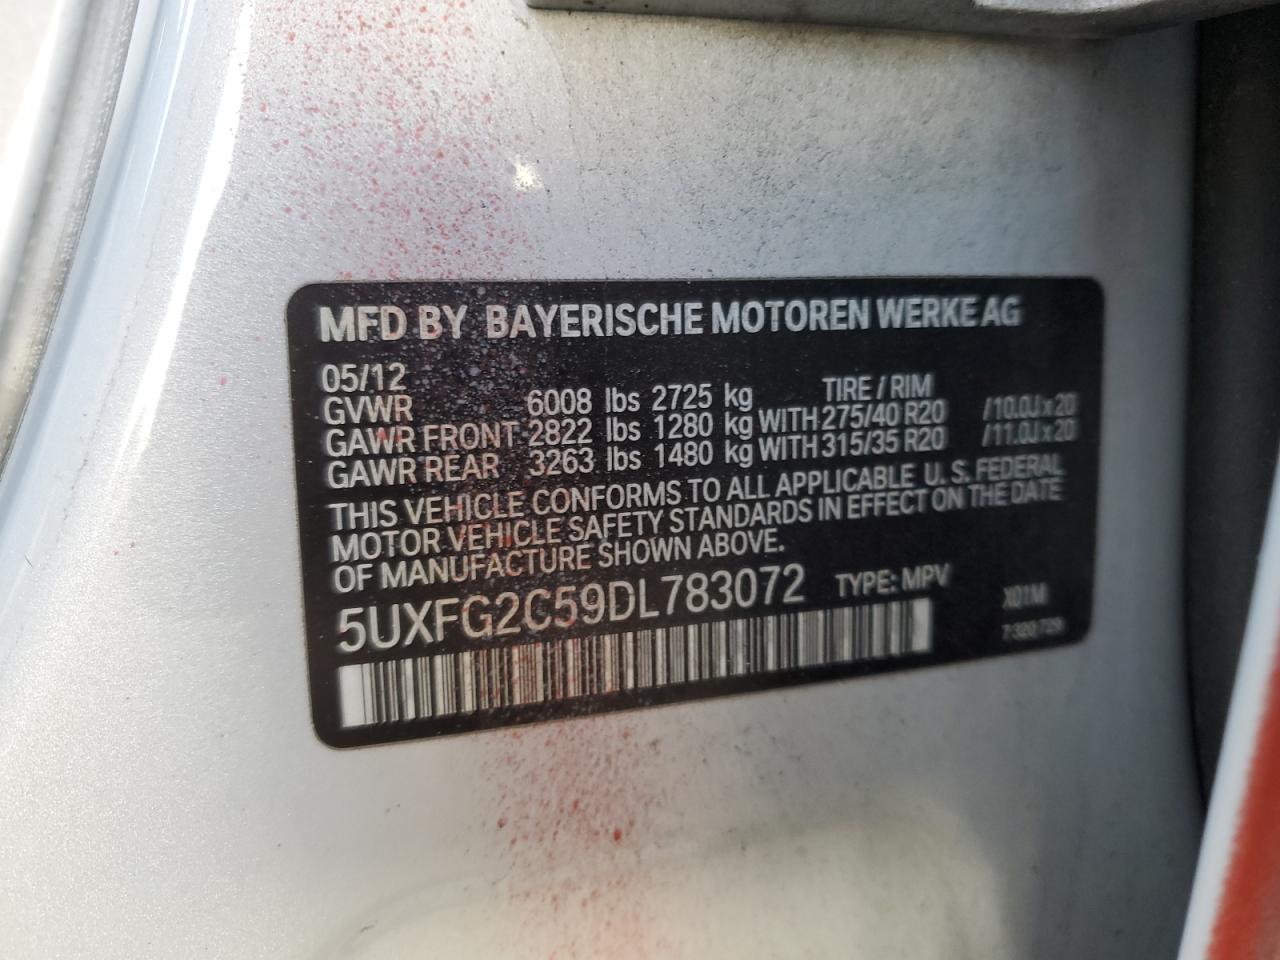 MFD BY BAYERISCHE MOTOREN WERKE AG
05/12 TIRE / RIM
GVWR 6008 lbs 2725 kg
GAWR FRONT 2822 lbs 1280 kg WITH 275/40 R20 /10.0J x 20
GAWR REAR 3263 lbs 1480 kg WITH 315/35 R20 /11.0J x 20
THIS VEHICLE CONFORMS TO ALL APPLICABLE U. S. FEDERAL
MOTOR VEHICLE SAFETY STANDARDS IN EFFECT ON THE DATE
OF MANUFACTURE SHOWN ABOVE.
5UXFG2C59DL783072 TYPE: MPV X01M
7 320 729